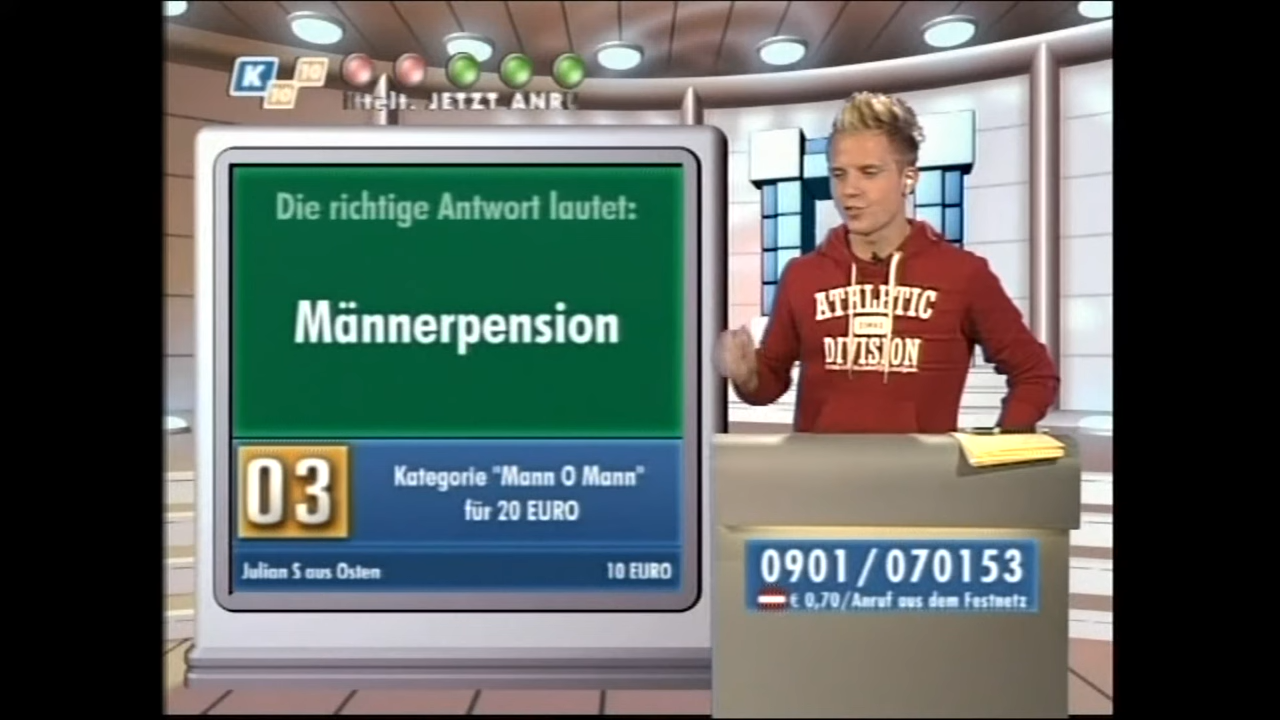 K 10 10
JETZT
Die richtige Antwort lautet:
Männerpension
03
Kategorie "Mann O Mann"
für 20 EURO
Julian S aus Osten
10 EURO
ATHLETIC
DIVISION
0901/070153
€ 0,70/Anruf aus dem Festnetz